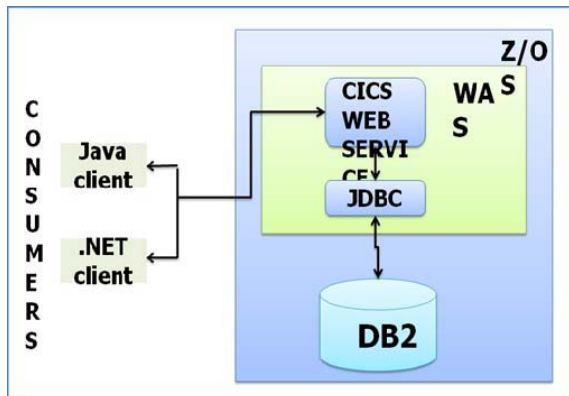 CONSUMERS
Java
client
.NET
client
Z/O
S
WA
S
CICS
WEB
SERVI
CE
JDBC
DB2